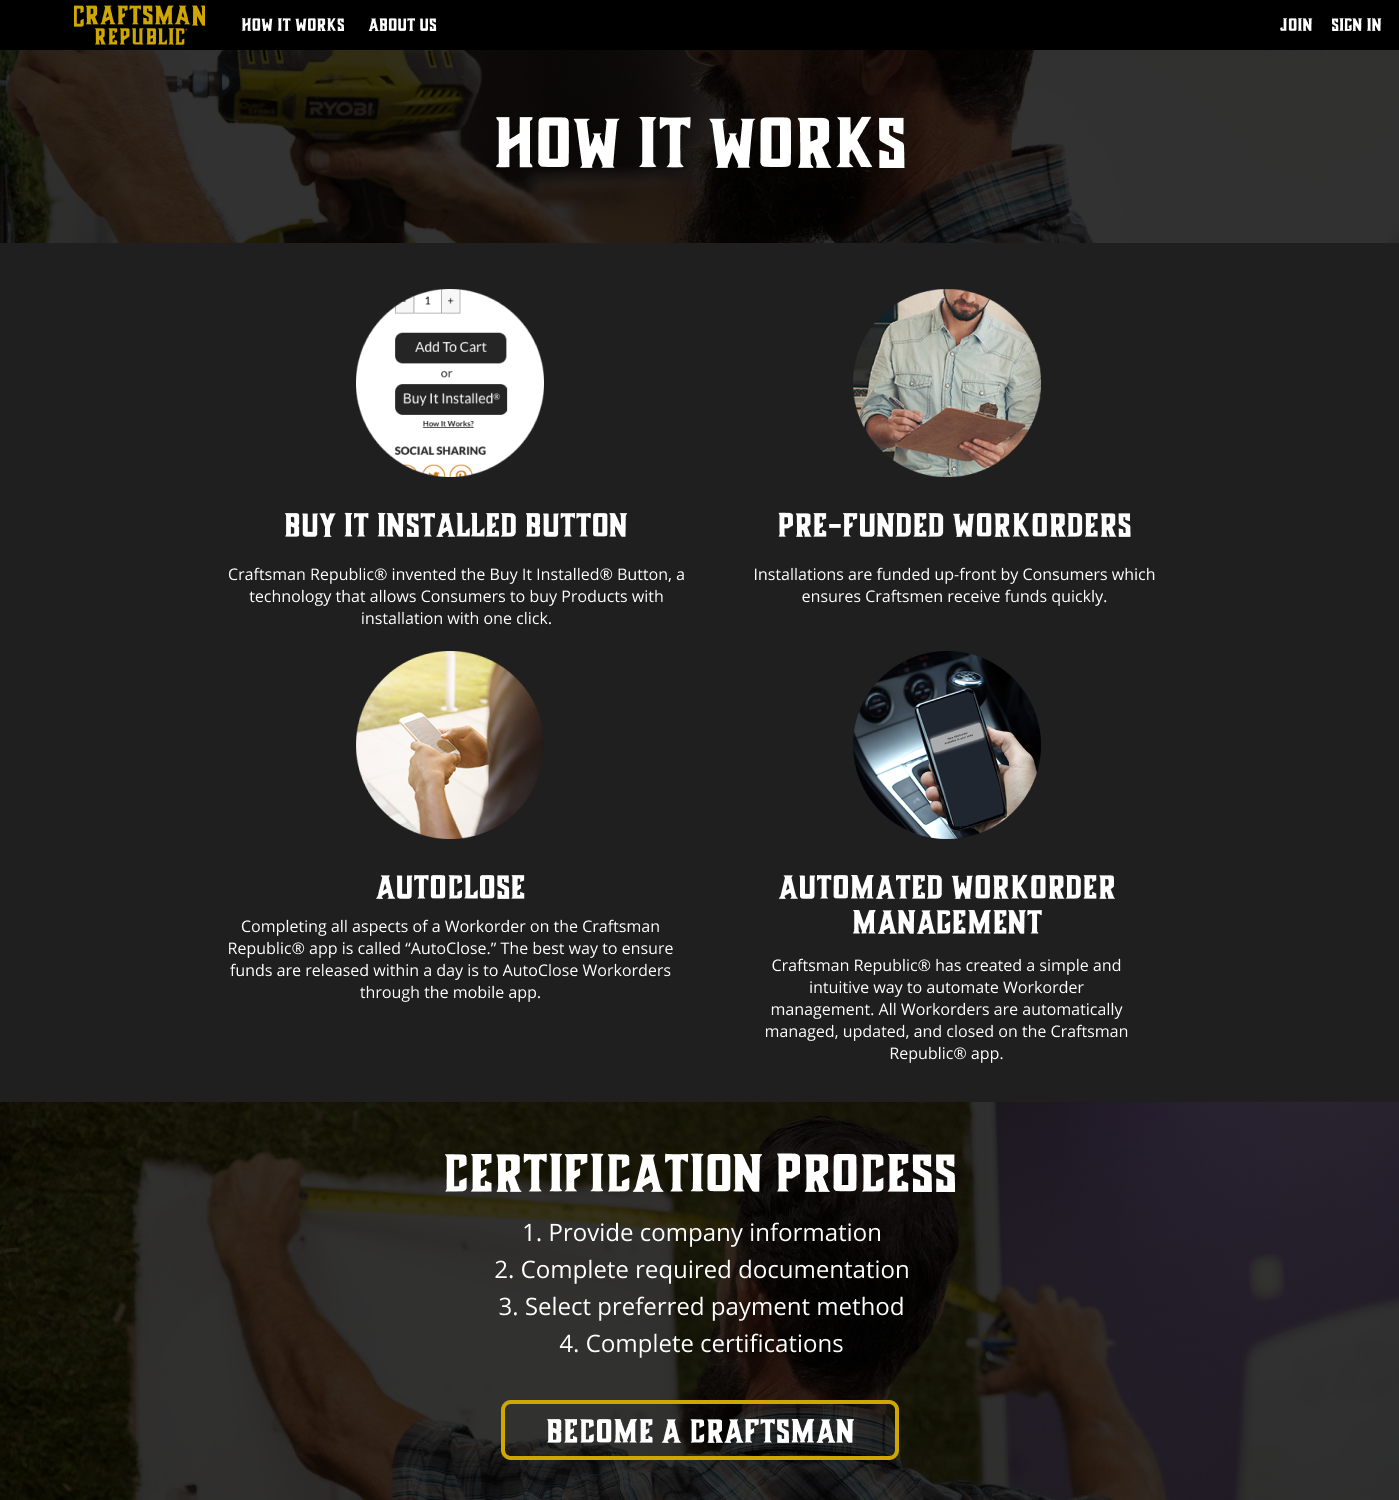 CRAFTSMAN
REPUBLIC
HOW IT WORKS
ABOUT US
JOIN
SIGN IN
RYOBI
HOW IT WORKS
1 +
Add To Cart
or
Buy It Installed®
How It Works?
SOCIAL SHARING
BUY IT INSTALLED BUTTON
Craftsman Republic® invented the Buy It Installed® Button, a
technology that allows Consumers to buy Products with
installation with one click.
PRE-FUNDED WORKORDERS
Installations are funded up-front by Consumers which
ensures Craftsmen receive funds quickly.
AUTOCLOSE
Completing all aspects of a Workorder on the Craftsman
Republic® app is called “AutoClose.” The best way to ensure
funds are released within a day is to AutoClose Workorders
through the mobile app.
AUTOMATED WORKORDER
MANAGEMENT
Craftsman Republic® has created a simple and
intuitive way to automate Workorder
management. All Workorders are automatically
managed, updated, and closed on the Craftsman
Republic® app.
CERTIFICATION PROCESS
1. Provide company information
2. Complete required documentation
3. Select preferred payment method
4. Complete certifications
BECOME A CRAFTSMAN